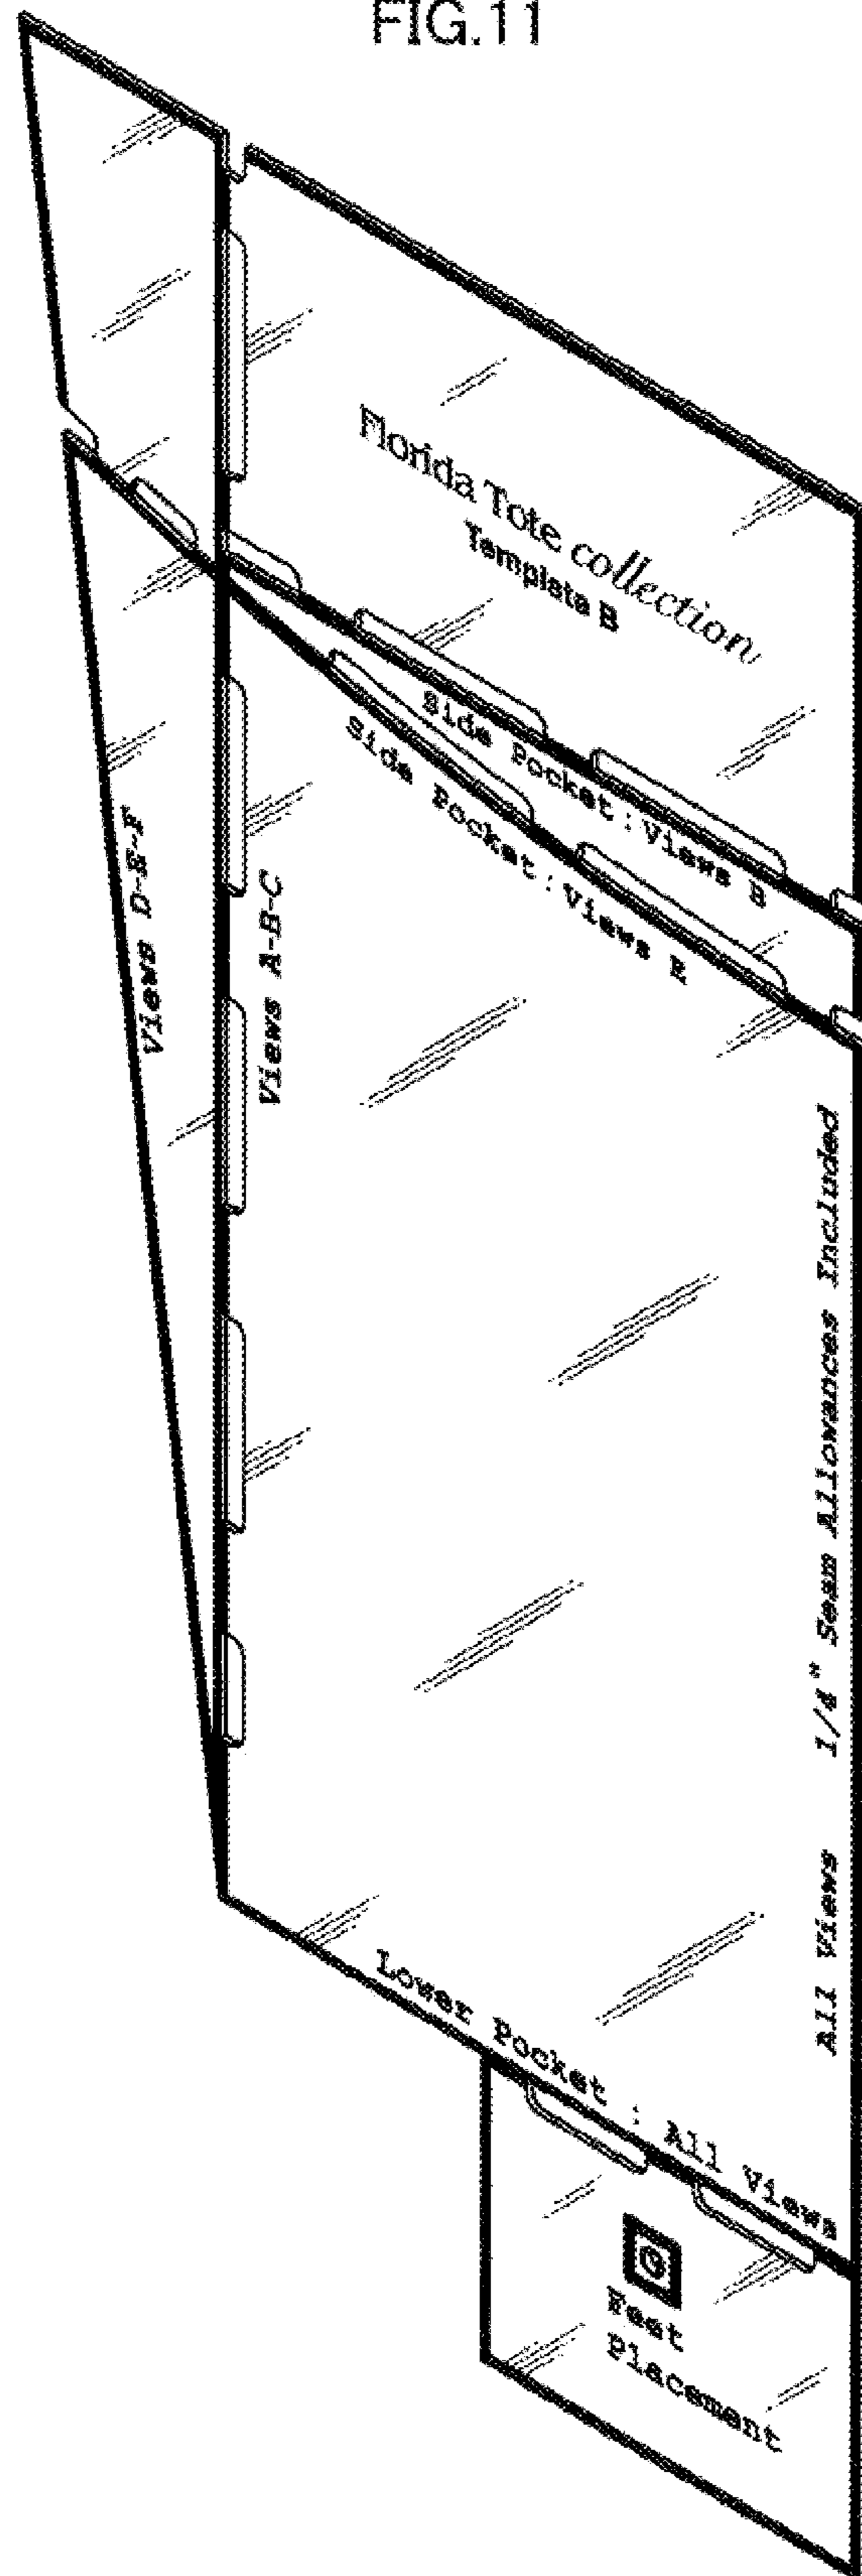 FIG.11
Florida Tote collection
Template B
Side Pocket : Views B
Side Pocket : Views E
Views D-E-F
Views A-B-C
All Views 1/4" Seam Allowances Included
Lower Pocket : All Views
Feet
Placement